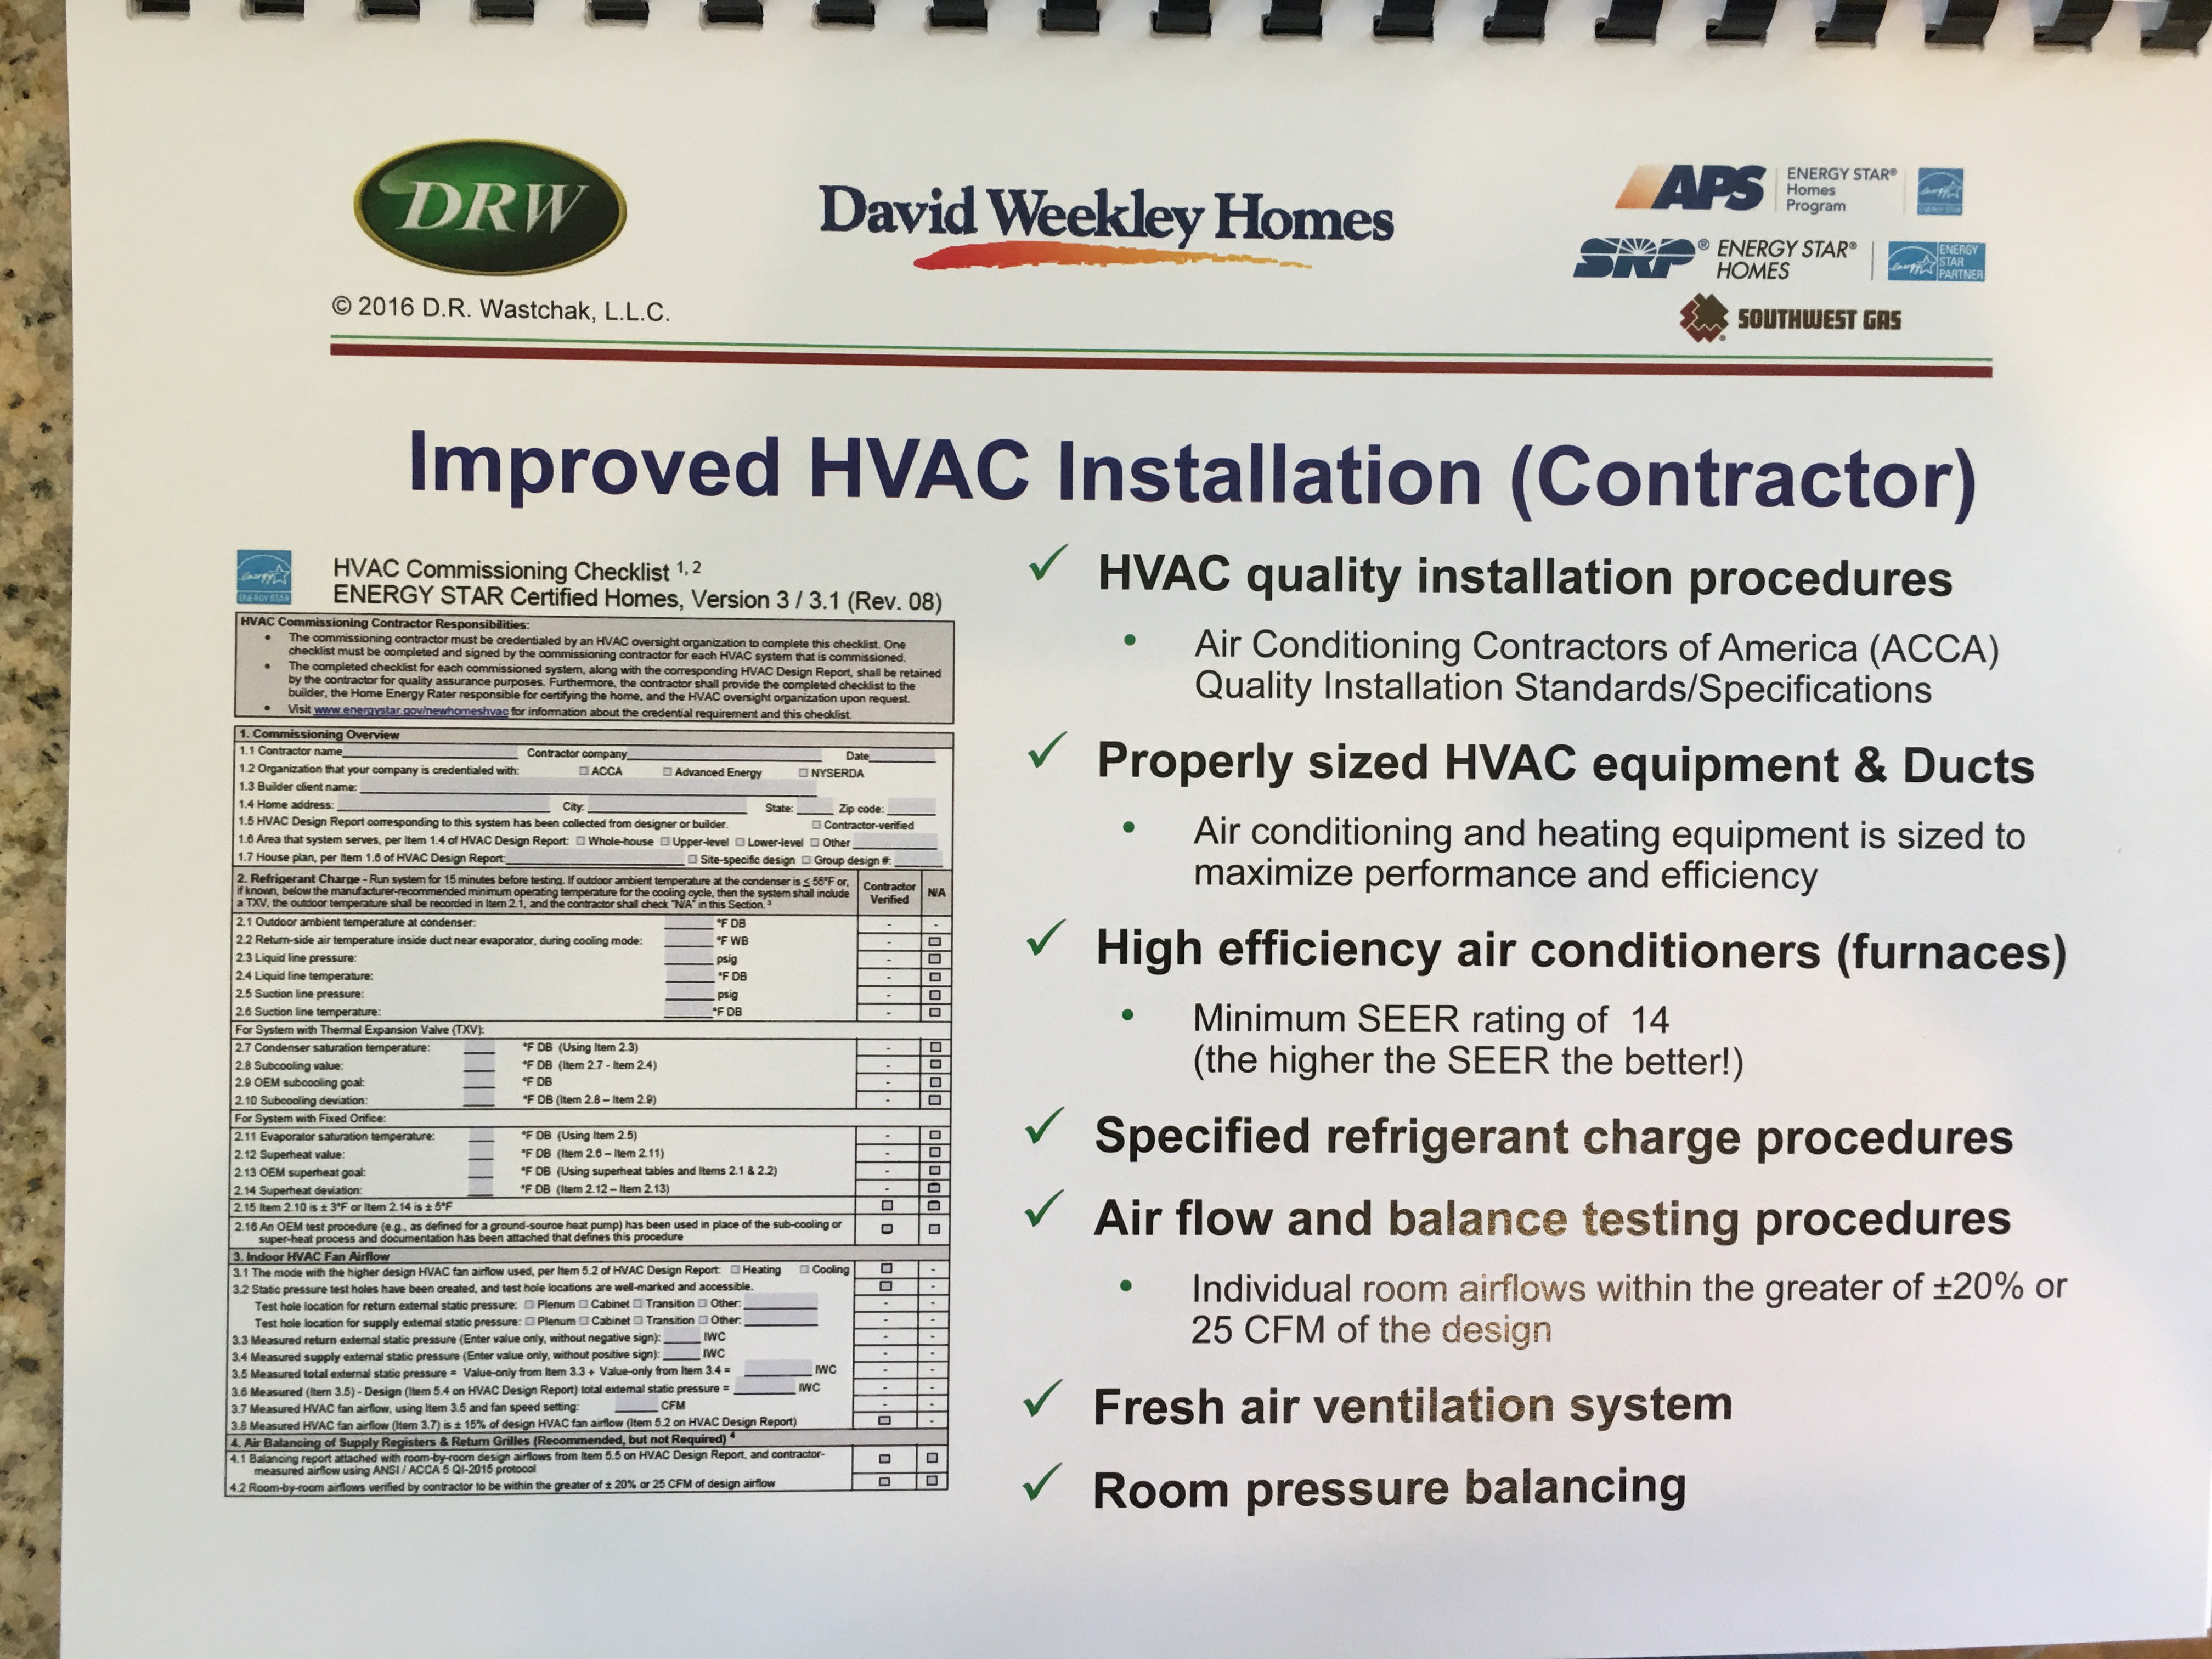 DRW
© 2016 D.R. Wastchak, L.L.C.
David Weekley Homes
APS
ENERGY STAR®
Homes
Program
SRP®
ENERGY STAR®
HOMES
ENERGY
STAR
PARTNER
SOUTHWEST GAS
Improved HVAC Installation (Contractor)
HVAC Commissioning Checklist 1, 2
ENERGY STAR Certified Homes, Version 3 / 3.1 (Rev. 08)
HVAC Commissioning Contractor Responsibilities:
• The commissioning contractor must be credentialed by an HVAC oversight organization to complete this checklist. One
checklist must be completed and signed by the commissioning contractor for each HVAC system that is commissioned.
• The completed checklist for each commissioned system, along with the corresponding HVAC Design Report, shall be retained
by the contractor for quality assurance purposes. Furthermore, the contractor shall provide the completed checklist to the
builder, the Home Energy Rater responsible for certifying the home, and the HVAC oversight organization upon request.
• Visit www.energystar.gov/newhomeshvac for information about the credential requirement and this checklist.
1. Commissioning Overview
1.1 Contractor name Contractor company Date
1.2 Organization that your company is credentialed with: ☐ ACCA ☐ Advanced Energy ☐ NYSERDA
1.3 Builder client name:
1.4 Home address: City: State: Zip code:
1.5 HVAC Design Report corresponding to this system has been collected from designer or builder. ☐ Contractor-verified
1.6 Area that system serves, per Item 1.4 of HVAC Design Report: ☐ Whole-house ☐ Upper-level ☐ Lower-level ☐ Other
1.7 House plan, per Item 1.6 of HVAC Design Report: ☐ Site-specific design ☐ Group design #:
2. Refrigerant Charge - Run system for 15 minutes before testing. If outdoor ambient temperature at the condenser is ≤ 55°F or,
if known, below the manufacturer-recommended minimum operating temperature for the cooling cycle, then the system shall include
a TXV, the outdoor temperature shall be recorded in Item 2.1, and the contractor shall check "N/A" in this Section. 3
Contractor
Verified
N/A
2.1 Outdoor ambient temperature at condenser: °F DB - -
2.2 Return-side air temperature inside duct near evaporator, during cooling mode: °F WB - ☐
2.3 Liquid line pressure: psig - ☐
2.4 Liquid line temperature: °F DB - ☐
2.5 Suction line pressure: psig - ☐
2.6 Suction line temperature: °F DB - ☐
For System with Thermal Expansion Valve (TXV):
2.7 Condenser saturation temperature: °F DB (Using Item 2.3) - ☐
2.8 Subcooling value: °F DB (Item 2.7 - Item 2.4) - ☐
2.9 OEM subcooling goal: °F DB - ☐
2.10 Subcooling deviation: °F DB (Item 2.8 – Item 2.9) - ☐
For System with Fixed Orifice:
2.11 Evaporator saturation temperature: °F DB (Using Item 2.5) - ☐
2.12 Superheat value: °F DB (Item 2.6 – Item 2.11) - ☐
2.13 OEM superheat goal: °F DB (Using superheat tables and Items 2.1 & 2.2) - ☐
2.14 Superheat deviation: °F DB (Item 2.12 – Item 2.13) - ☐
2.15 Item 2.10 is ± 3°F or Item 2.14 is ± 5°F ☐ ☐
2.16 An OEM test procedure (e.g., as defined for a ground-source heat pump) has been used in place of the sub-cooling or
super-heat process and documentation has been attached that defines this procedure ☐ ☐
3. Indoor HVAC Fan Airflow
3.1 The mode with the higher design HVAC fan airflow used, per Item 5.2 of HVAC Design Report: ☐ Heating ☐ Cooling ☐ -
3.2 Static pressure test holes have been created, and test hole locations are well-marked and accessible. ☐ -
Test hole location for return external static pressure: ☐ Plenum ☐ Cabinet ☐ Transition ☐ Other: - -
Test hole location for supply external static pressure: ☐ Plenum ☐ Cabinet ☐ Transition ☐ Other: - -
3.3 Measured return external static pressure (Enter value only, without negative sign): IWC - -
3.4 Measured supply external static pressure (Enter value only, without positive sign): IWC - -
3.5 Measured total external static pressure = Value-only from Item 3.3 + Value-only from Item 3.4 = IWC - -
3.6 Measured (Item 3.5) - Design (Item 5.4 on HVAC Design Report) total external static pressure = IWC - -
3.7 Measured HVAC fan airflow, using Item 3.5 and fan speed setting: CFM - -
3.8 Measured HVAC fan airflow (Item 3.7) is ± 15% of design HVAC fan airflow (Item 5.2 on HVAC Design Report) ☐ -
4. Air Balancing of Supply Registers & Return Grilles (Recommended, but not Required) 4
4.1 Balancing report attached with room-by-room design airflows from Item 5.5 on HVAC Design Report, and contractor-
measured airflow using ANSI / ACCA 5 QI-2015 protocol ☐ ☐
4.2 Room-by-room airflows verified by contractor to be within the greater of ± 20% or 25 CFM of design airflow ☐ ☐
✓ HVAC quality installation procedures
• Air Conditioning Contractors of America (ACCA)
Quality Installation Standards/Specifications
✓ Properly sized HVAC equipment & Ducts
• Air conditioning and heating equipment is sized to
maximize performance and efficiency
✓ High efficiency air conditioners (furnaces)
• Minimum SEER rating of 14
(the higher the SEER the better!)
✓ Specified refrigerant charge procedures
✓ Air flow and balance testing procedures
• Individual room airflows within the greater of ±20% or
25 CFM of the design
✓ Fresh air ventilation system
✓ Room pressure balancing